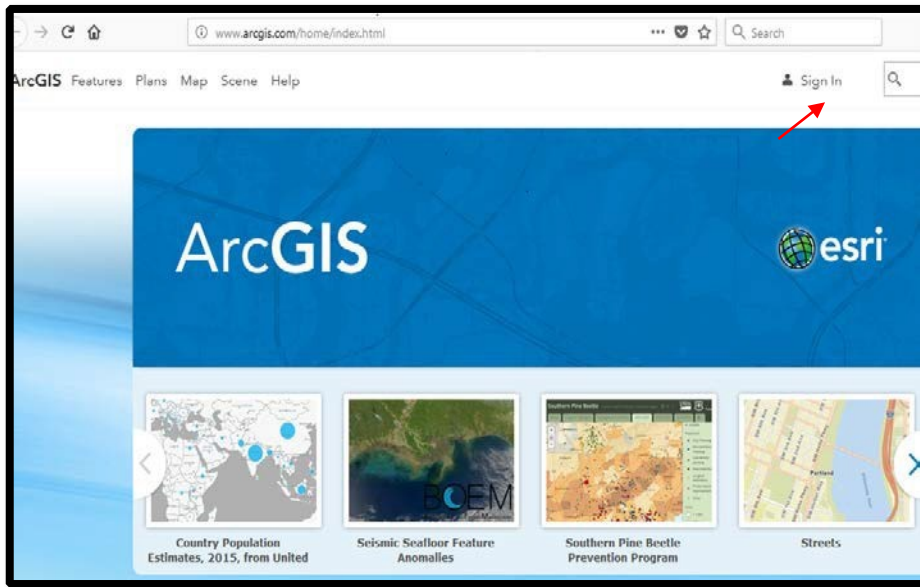 www.arcgis.com/home/index.html
Search
ArcGIS Features Plans Map Scene Help
Sign In
ArcGIS
esri
BOEM
Southern Pine Beetle
Portland
Country Population
Estimates, 2015, from United
Seismic Seafloor Feature
Anomalies
Southern Pine Beetle
Prevention Program
Streets